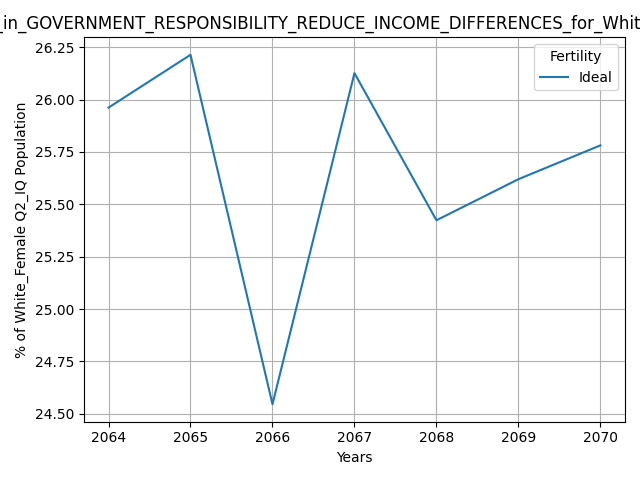 _in_GOVERNMENT_RESPONSIBILITY_REDUCE_INCOME_DIFFERENCES_for_Whit
Fertility
Ideal
26.25
26.00
25.75
25.50
25.25
25.00
24.75
24.50
% of White_Female Q2_IQ Population
2064 2065 2066 2067 2068 2069 2070
Years